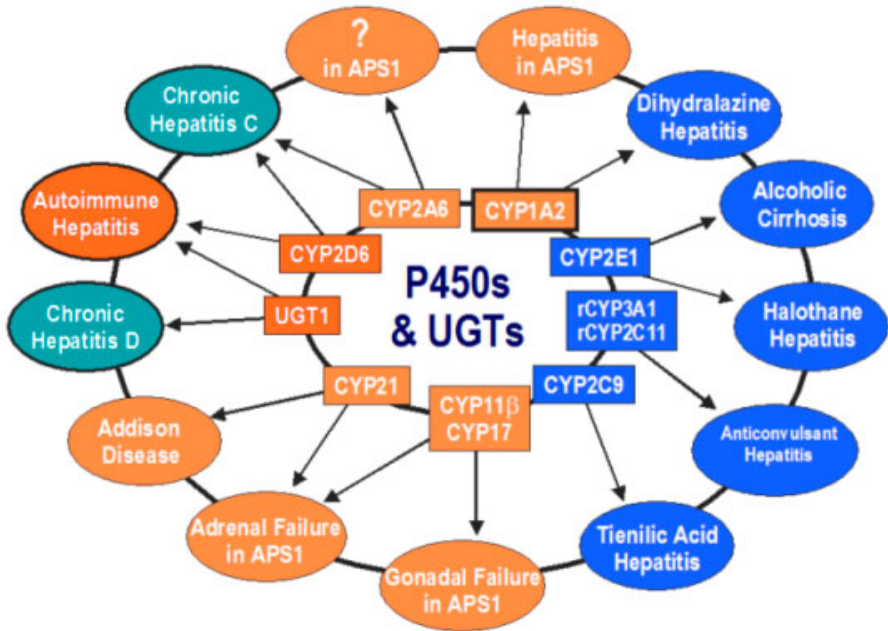 ?
in APS1
Hepatitis
in APS1
Chronic
Hepatitis C
Dihydralazine
Hepatitis
Autoimmune
Hepatitis
Alcoholic
Cirrhosis
CYP2A6
CYP1A2
CYP2D6
CYP2E1
P450s
& UGTs
UGT1
rCYP3A1
rCYP2C11
Chronic
Hepatitis D
Halothane
Hepatitis
CYP21
CYP11β
CYP17
CYP2C9
Addison
Disease
Anticonvulsant
Hepatitis
Adrenal Failure
in APS1
Tienilic Acid
Hepatitis
Gonadal Failure
in APS1